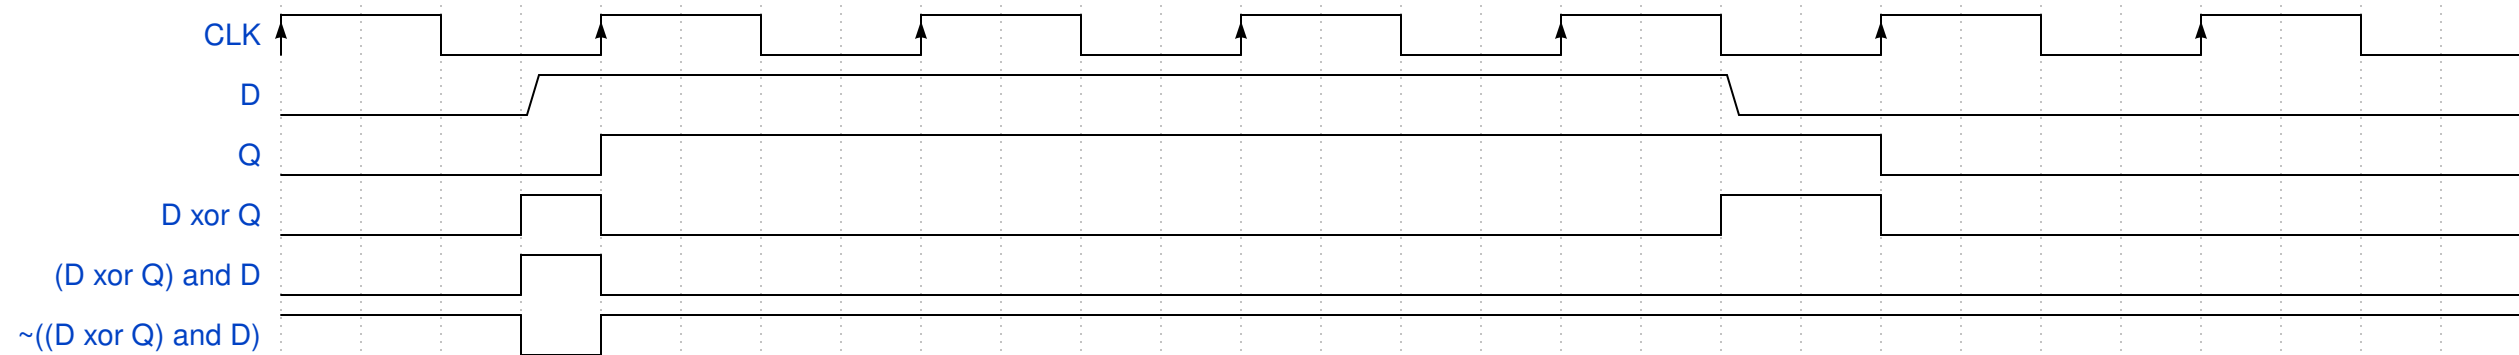 CLK
D
Q
D xor Q
(D xor Q) and D
~((D xor Q) and D)